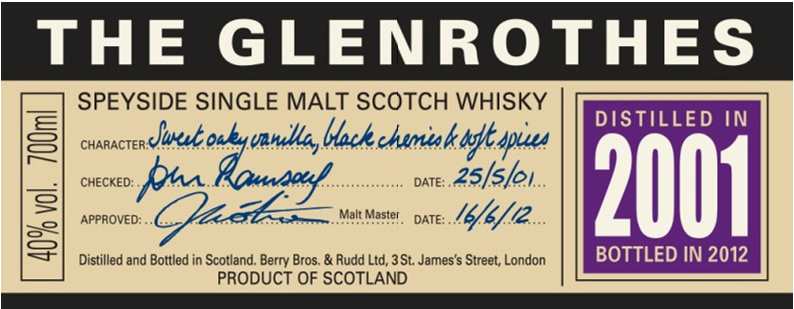 THE GLENROTHES
40% vol. 700ml
SPEYSIDE SINGLE MALT SCOTCH WHISKY
CHARACTER: Sweet oaky vanilla, black cherries & soft spices
CHECKED: John Ramsay DATE: 25/5/01
APPROVED: Malt Master DATE: 16/6/12
Distilled and Bottled in Scotland. Berry Bros. & Rudd Ltd, 3 St. James's Street, London
PRODUCT OF SCOTLAND
DISTILLED IN
2001
BOTTLED IN 2012